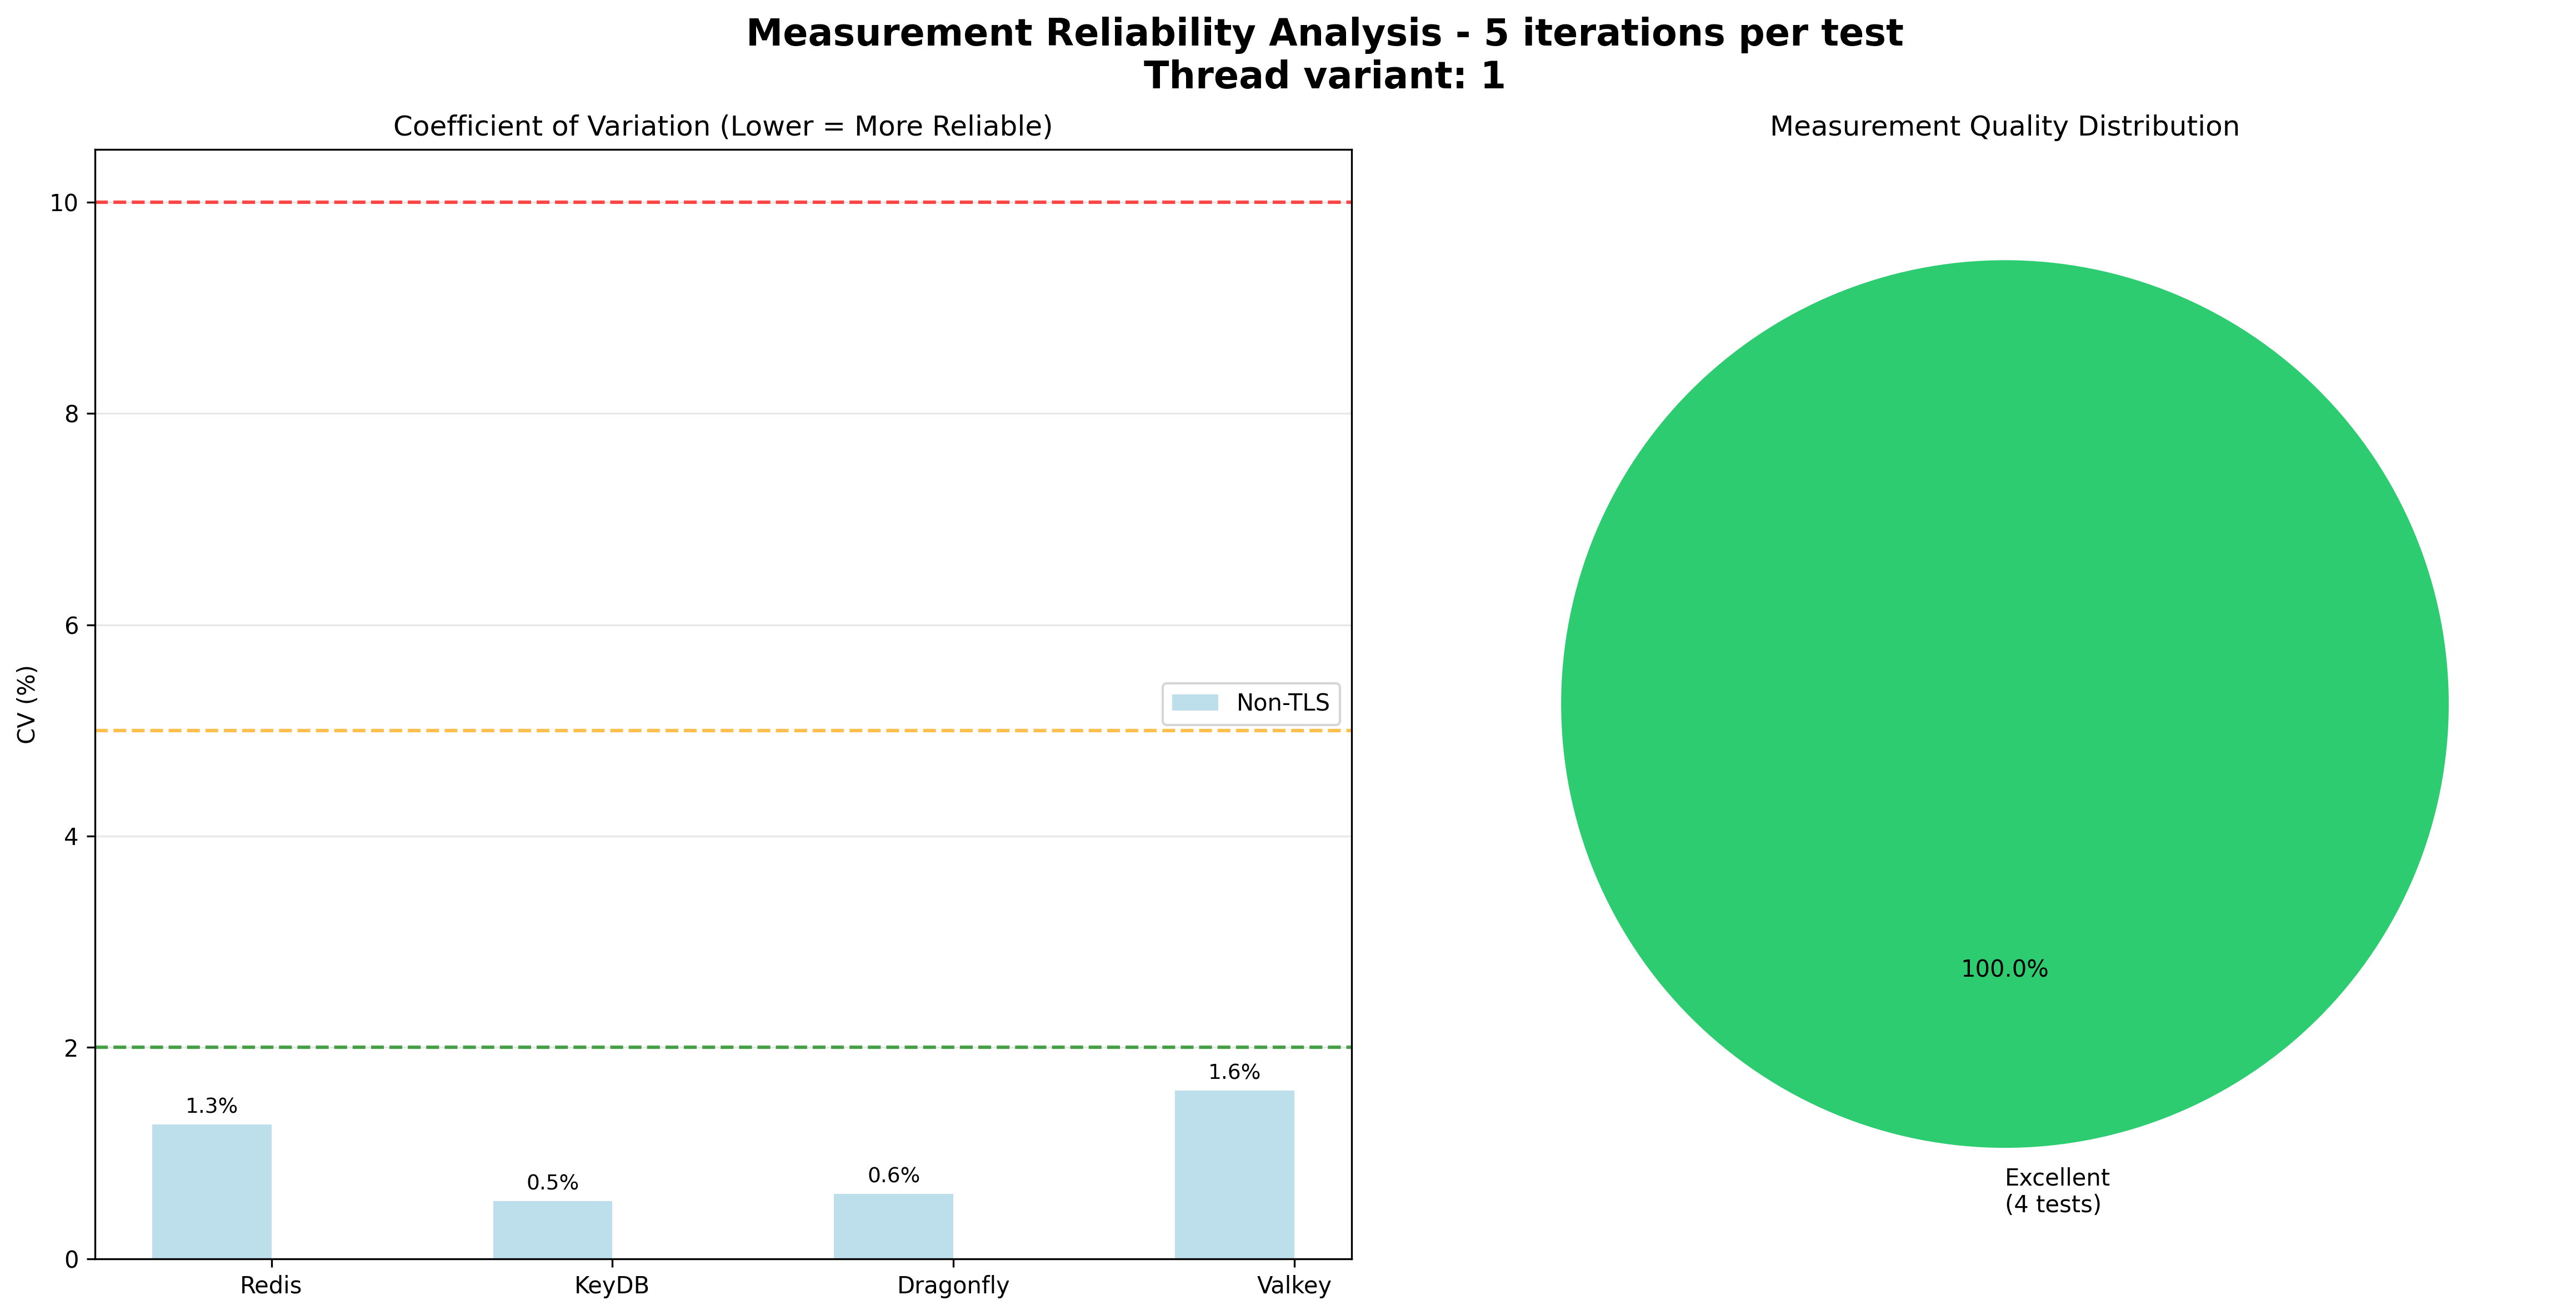 Measurement Reliability Analysis - 5 iterations per test
Thread variant: 1
Coefficient of Variation (Lower = More Reliable)
CV (%)
10
8
6
4
2
0
Non-TLS
1.3%
0.5%
0.6%
1.6%
Redis
KeyDB
Dragonfly
Valkey
Measurement Quality Distribution
100.0%
Excellent
(4 tests)